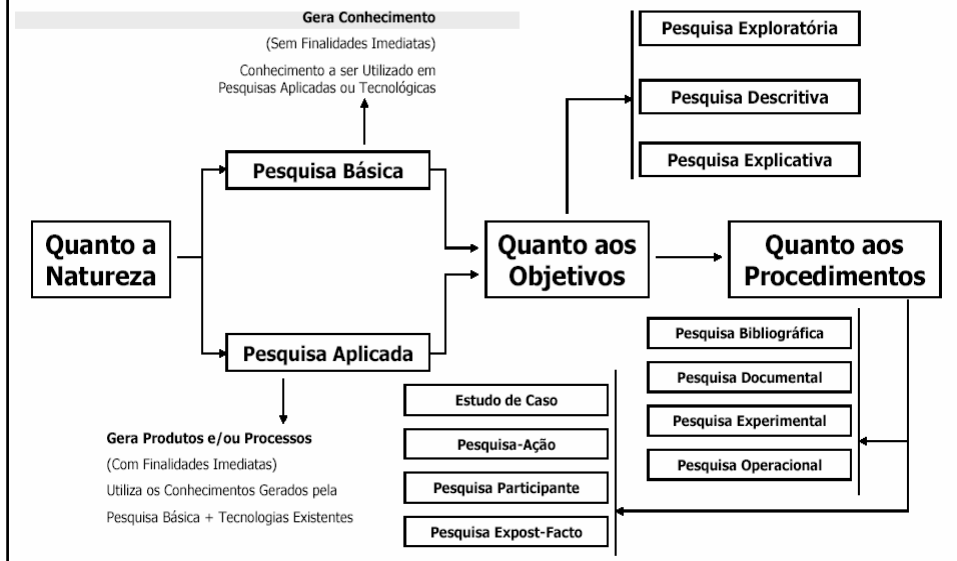 Gera Conhecimento
(Sem Finalidades Imediatas)
Conhecimento a ser Utilizado em
Pesquisas Aplicadas ou Tecnológicas
Pesquisa Básica
Quanto a
Natureza
Pesquisa Aplicada
Gera Produtos e/ou Processos
(Com Finalidades Imediatas)
Utiliza os Conhecimentos Gerados pela
Pesquisa Básica + Tecnologias Existentes
Quanto aos
Objetivos
Pesquisa Exploratória
Pesquisa Descritiva
Pesquisa Explicativa
Quanto aos
Procedimentos
Pesquisa Bibliográfica
Pesquisa Documental
Pesquisa Experimental
Pesquisa Operacional
Estudo de Caso
Pesquisa-Ação
Pesquisa Participante
Pesquisa Expost-Facto